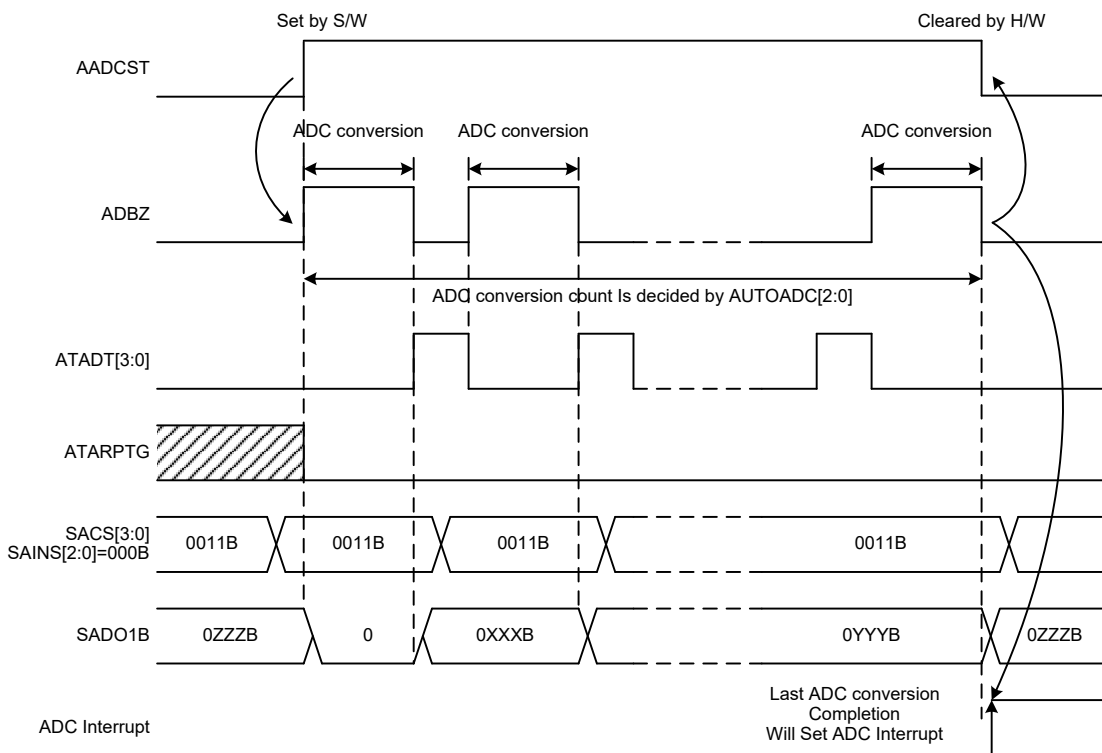 Set by S/W
Cleared by H/W
AADCST
ADC conversion
ADC conversion
ADC conversion
ADBZ
ADC conversion count Is decided by AUTOADC[2:0]
ATADT[3:0]
ATARPTG
SACS[3:0]
SAINS[2:0]=000B
0011B
0011B
0011B
0011B
SADO1B
0ZZZB
0
0XXXB
0YYYB
0ZZZB
ADC Interrupt
Last ADC conversion
Completion
Will Set ADC Interrupt